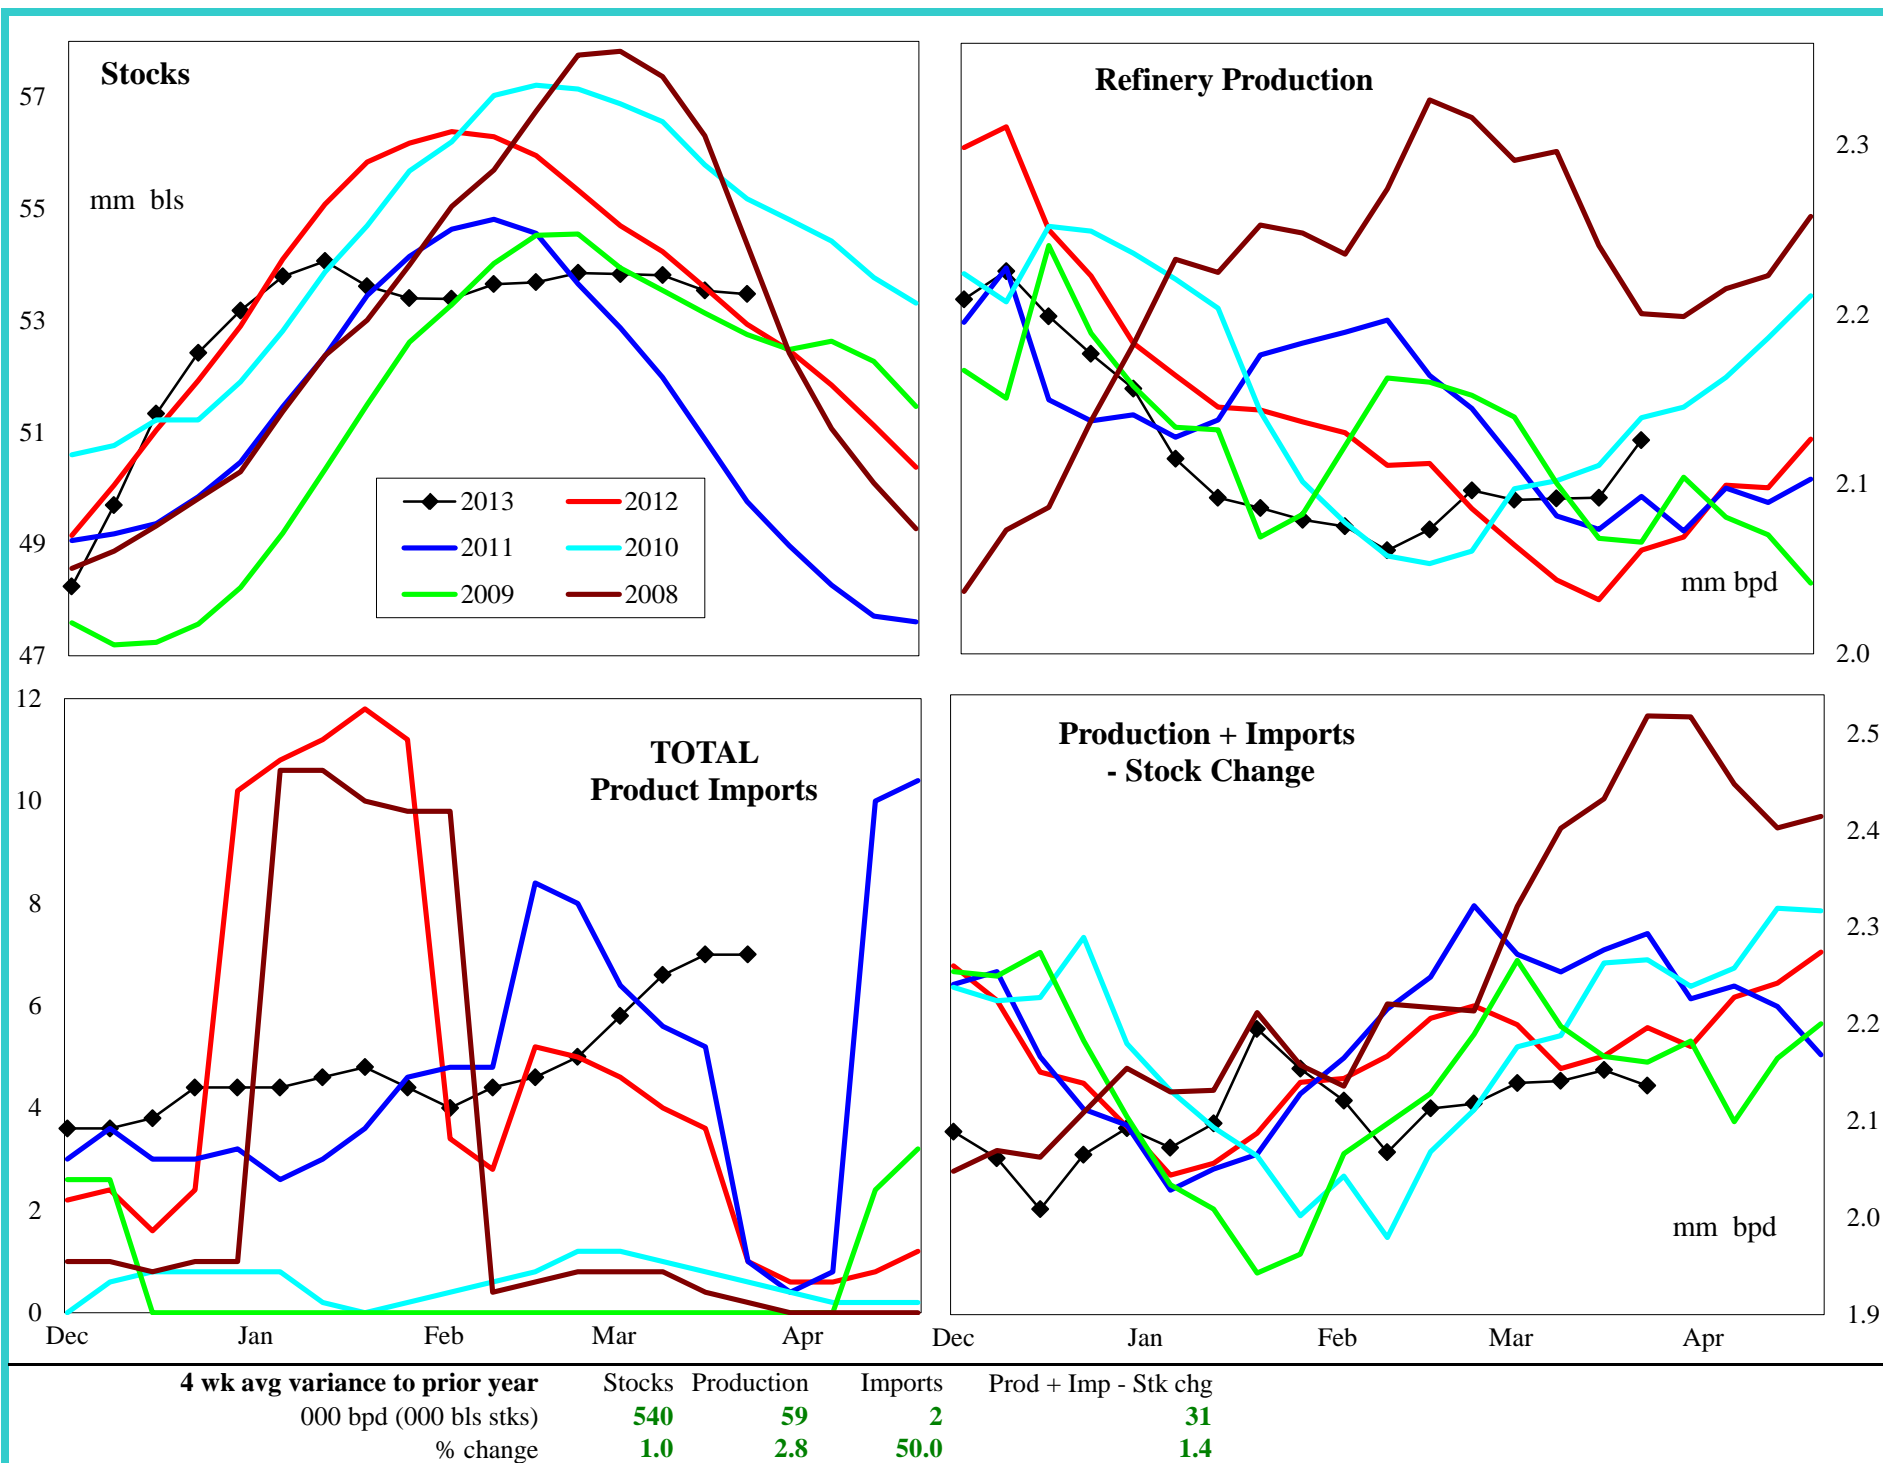 Stocks
mm bls
57
55
53
51
49
47
2013 2012
2011 2010
2009 2008
Refinery Production
2.3
2.2
2.1
2.0
mm bpd
TOTAL
Product Imports
12
10
8
6
4
2
0
Dec Jan Feb Mar Apr
Production + Imports
- Stock Change
2.5
2.4
2.3
2.2
2.1
2.0
1.9
mm bpd
Dec Jan Feb Mar Apr
4 wk avg variance to prior year Stocks Production Imports Prod + Imp - Stk chg
000 bpd (000 bls stks) 540 59 2 31
% change 1.0 2.8 50.0 1.4